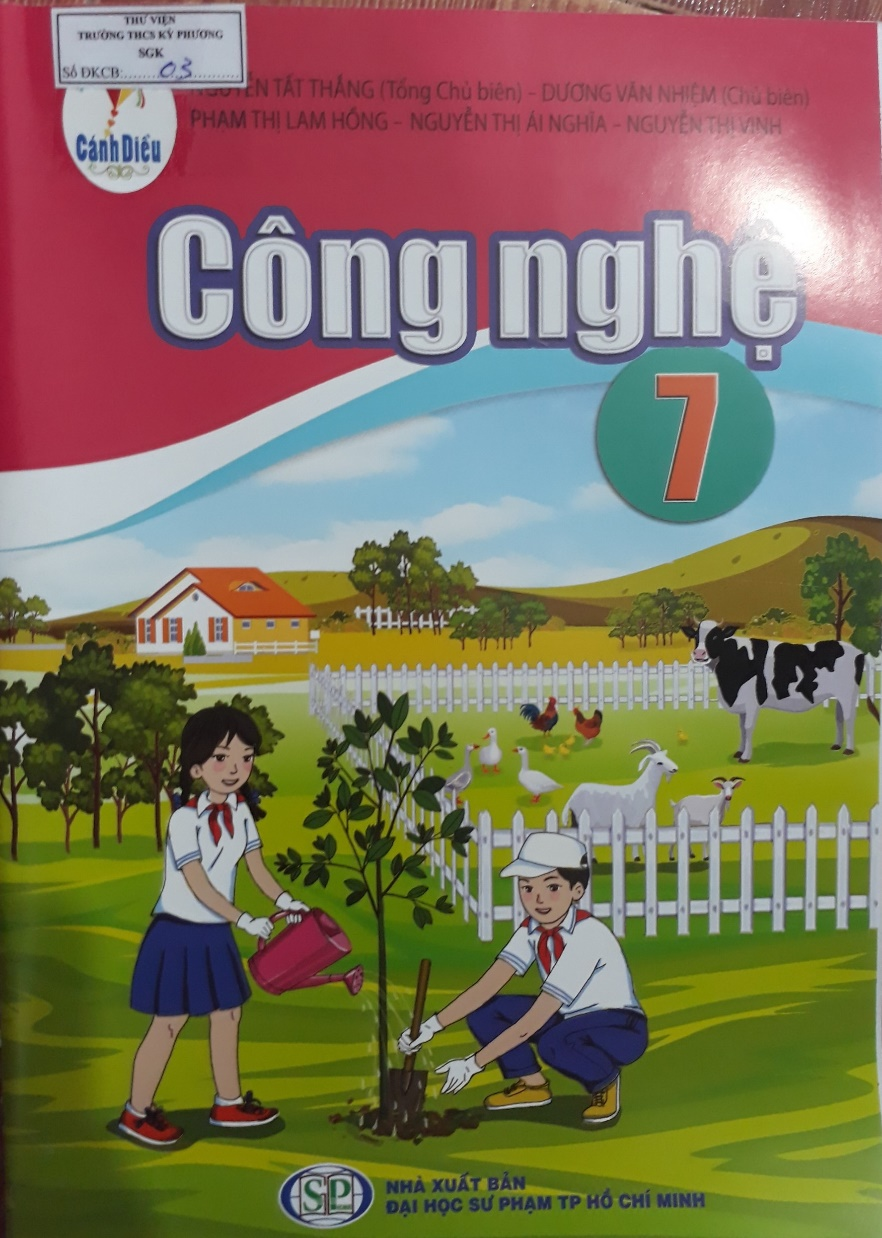 THƯ VIỆN
TRƯỜNG THCS KỲ PHƯƠNG
SGK
Số ĐKCB:.......03............
NGUYỄN TẤT THẮNG (Tổng Chủ biên) – DƯƠNG VĂN NHIỆM (Chủ biên)
PHẠM THỊ LAM HỒNG – NGUYỄN THỊ ÁI NGHĨA – NGUYỄN THỊ VINH
Cánh Diều
Công nghệ
7
SP
NHÀ XUẤT BẢN
ĐẠI HỌC SƯ PHẠM TP HỒ CHÍ MINH